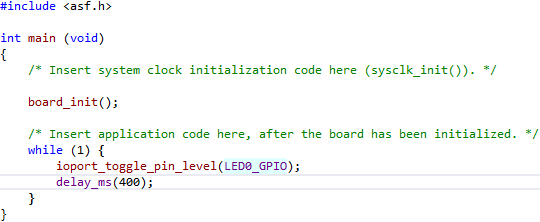 #include <asf.h>
int main (void)
{
/* Insert system clock initialization code here (sysclk_init()). */
board_init();
/* Insert application code here, after the board has been initialized. */
while (1) {
ioport_toggle_pin_level(LED0_GPIO);
delay_ms(400);
}
}